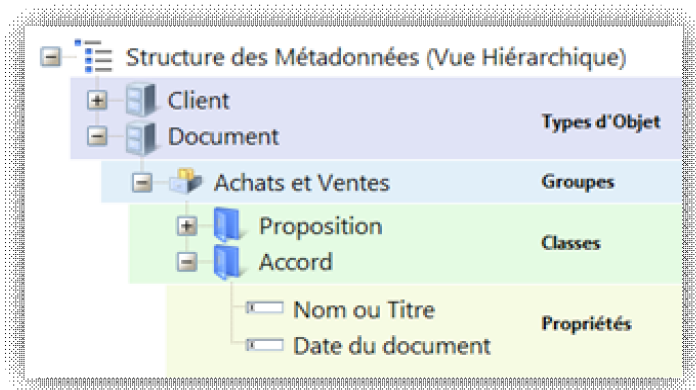 Structure des Métadonnées (Vue Hiérarchique)
Client
Types d'Objet
Document
Achats et Ventes Groupes
Proposition
Classes
Accord
Nom ou Titre
Propriétés
Date du document